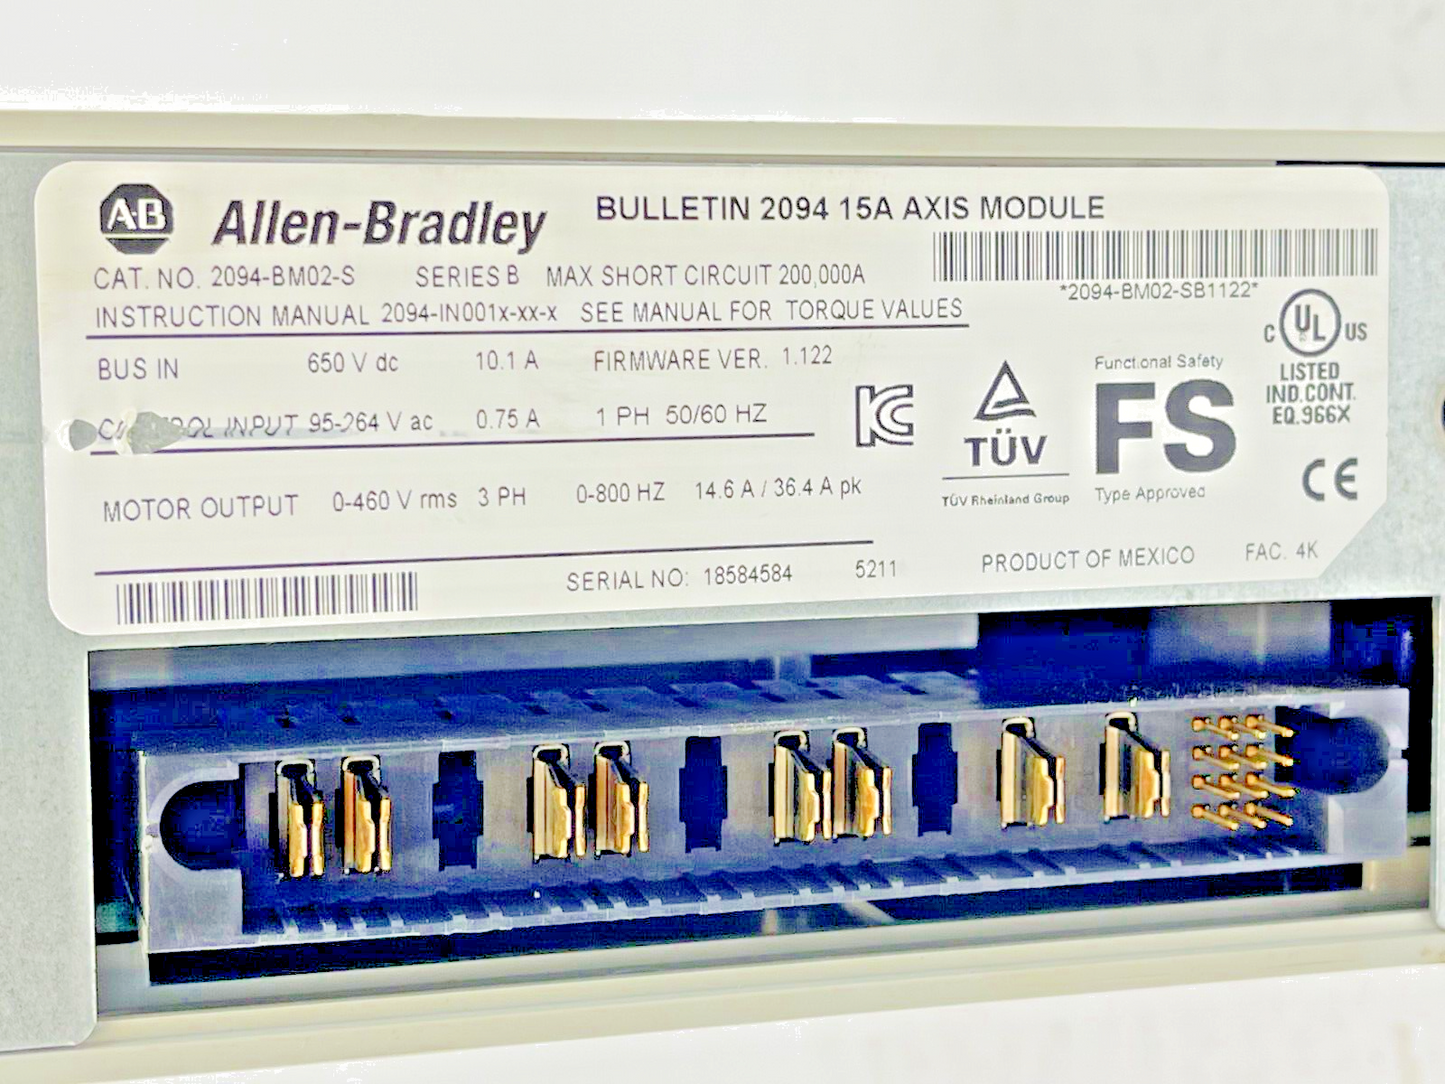 A-B Allen-Bradley BULLETIN 2094 15A AXIS MODULE
CAT. NO. 2094-BM02-S SERIES B MAX SHORT CIRCUIT 200,000A
*2094-BM02-SB1122*
INSTRUCTION MANUAL 2094-IN001x-xx-x SEE MANUAL FOR TORQUE VALUES
C UL US
LISTED
IND.CONT.
EQ.966X
BUS IN 650 V dc 10.1 A FIRMWARE VER. 1.122
INPUT 95-264 V ac 0.75 A 1 PH 50/60 HZ
KC
TÜV
TÜV Rheinland Group
Functional Safety
FS
Type Approved
CE
MOTOR OUTPUT 0-460 V rms 3 PH 0-800 HZ 14.6 A / 36.4 A pk
SERIAL NO: 18584584 5211 PRODUCT OF MEXICO FAC. 4K